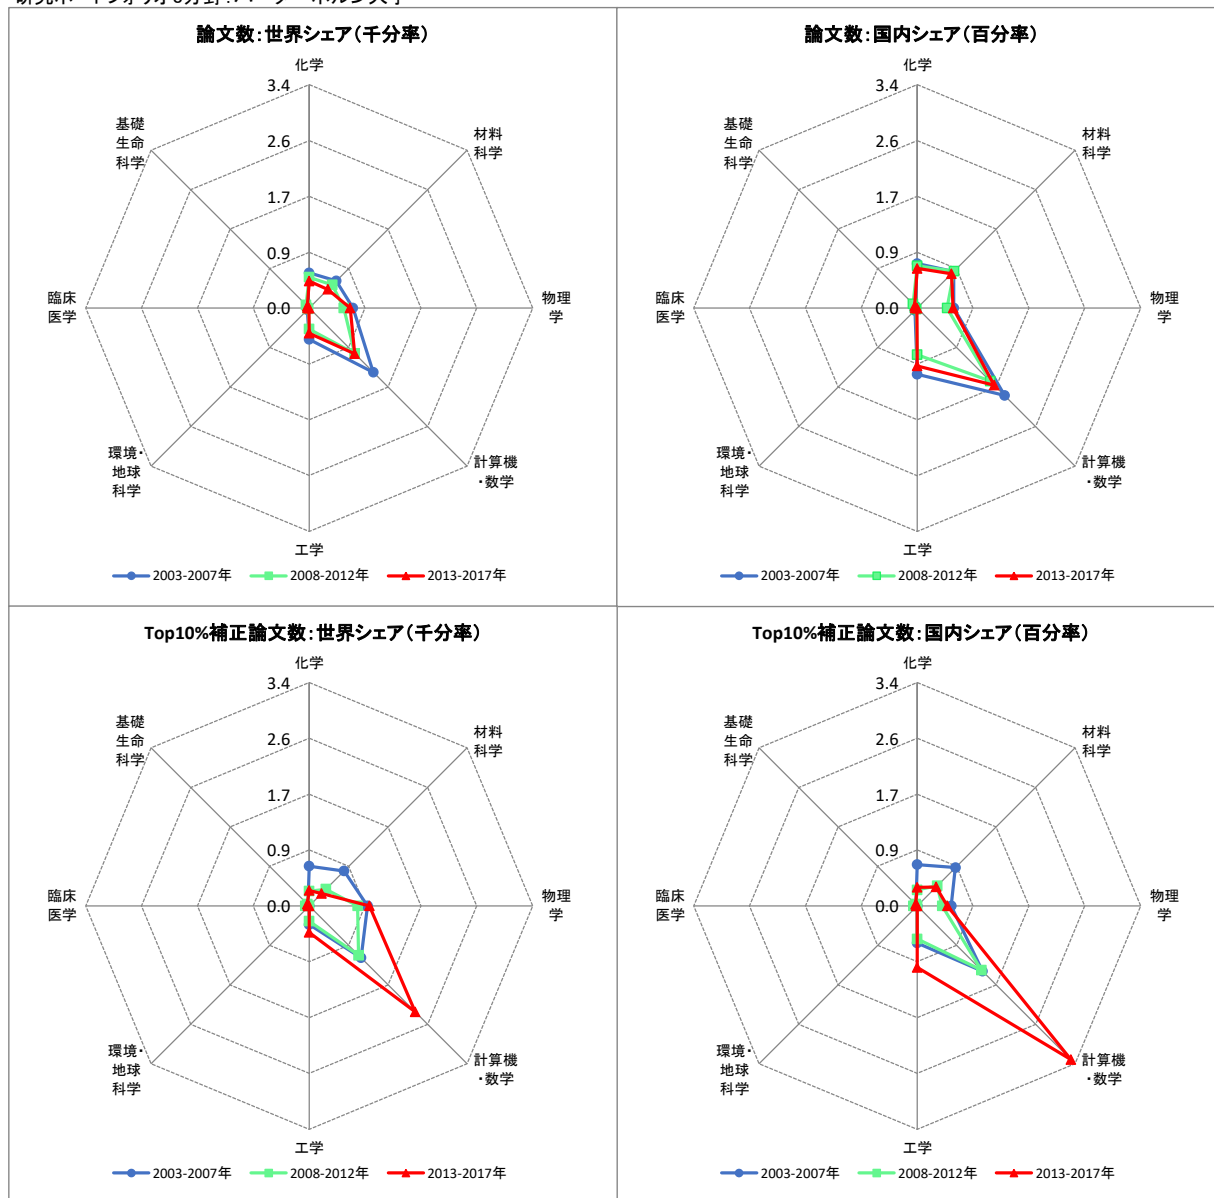 論文数：世界シェア（千分率）
化学
3.4
基礎
生命
科学
材料
科学
2.6
1.7
0.9
臨床
医学
0.0
物理
学
環境・
地球
科学
計算機
・数学
工学
2003-2007年 2008-2012年 2013-2017年
論文数：国内シェア（百分率）
化学
3.4
基礎
生命
科学
材料
科学
2.6
1.7
0.9
臨床
医学
0.0
物理
学
環境・
地球
科学
計算機
・数学
工学
2003-2007年 2008-2012年 2013-2017年
Top10%補正論文数：世界シェア（千分率）
化学
3.4
基礎
生命
科学
材料
科学
2.6
1.7
0.9
臨床
医学
0.0
物理
学
環境・
地球
科学
計算機
・数学
工学
2003-2007年 2008-2012年 2013-2017年
Top10%補正論文数：国内シェア（百分率）
化学
3.4
基礎
生命
科学
材料
科学
2.6
1.7
0.9
臨床
医学
0.0
物理
学
環境・
地球
科学
計算機
・数学
工学
2003-2007年 2008-2012年 2013-2017年